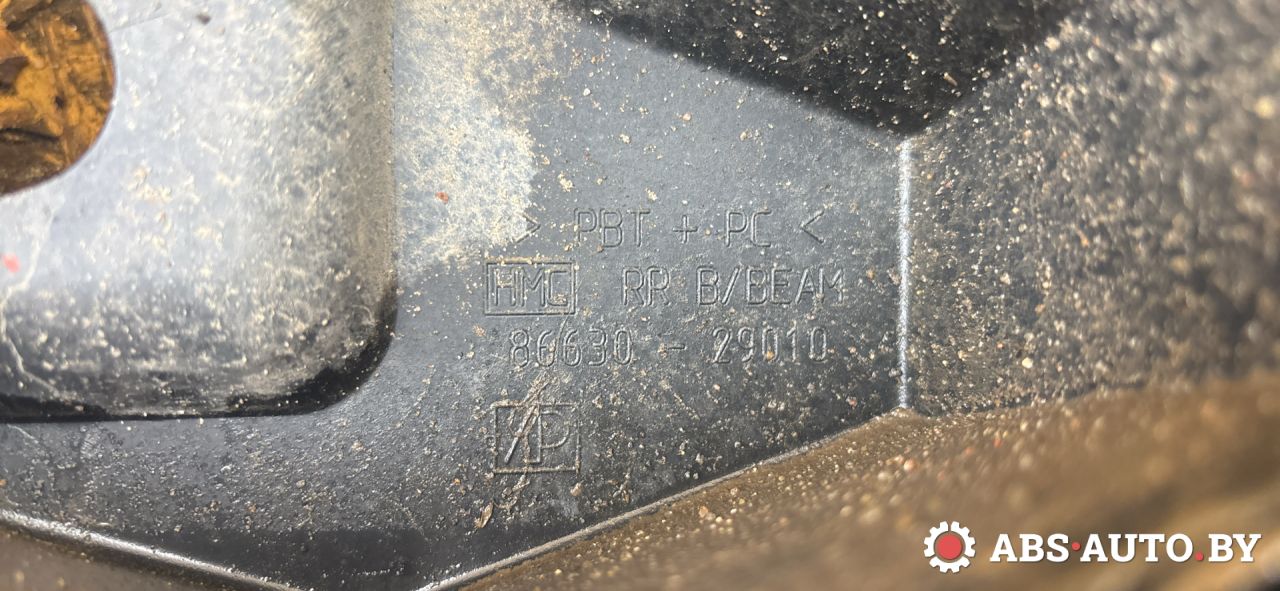 > PBT + PC <
HMC RR B/BEAM
86630 - 29010
ABS·AUTO.BY